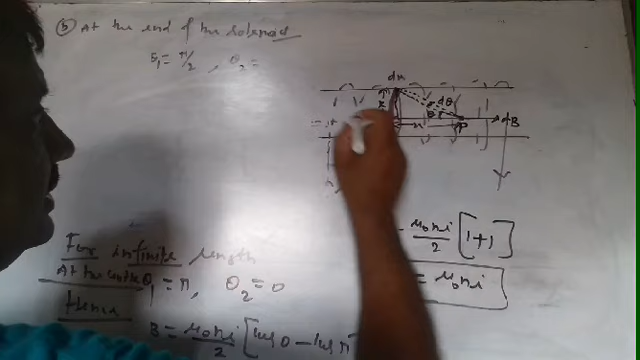 (b) At the end of the solenoid
θ₁ = π/2 , θ₂ =
dx
dθ
θ
r
x
P
dB
For infinite length
At the centre θ₁ = π, θ₂ = 0
Hence
B = μ₀ni/2 [cos 0 - cos π
= μ₀ni/2 [1+1]
= μ₀ni